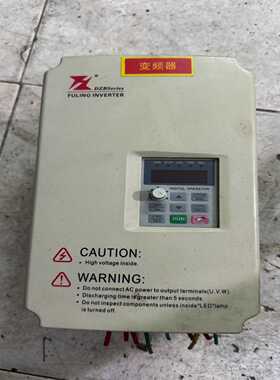 变频器
DZBSeries
FULING INVERTER
DIGITAL OPERATOR
RUN
CAUTION:
• High voltage inside.
WARNING:
• Do not connect AC power to output terminals(U.V.W).
• Discharging time is greater than 5 seconds.
• Do not inspect components unless inside"LED"lamp
is turned off.